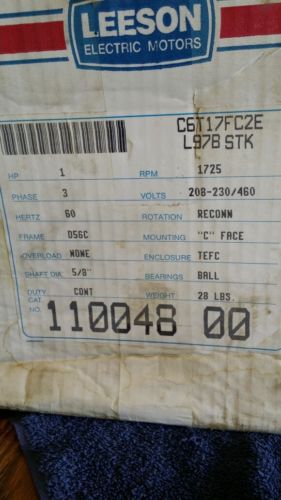 LEESON
ELECTRIC MOTORS
C6T17FC2E
L97B STK
HP 1 RPM 1725
PHASE 3 VOLTS 208-230/460
HERTZ 60 ROTATION RECONN
FRAME D56C MOUNTING "C" FACE
OVERLOAD NONE ENCLOSURE TEFC
SHAFT DIA. 5/8" BEARINGS BALL
DUTY CONT WEIGHT 28 LBS.
CAT. NO. 110048 00